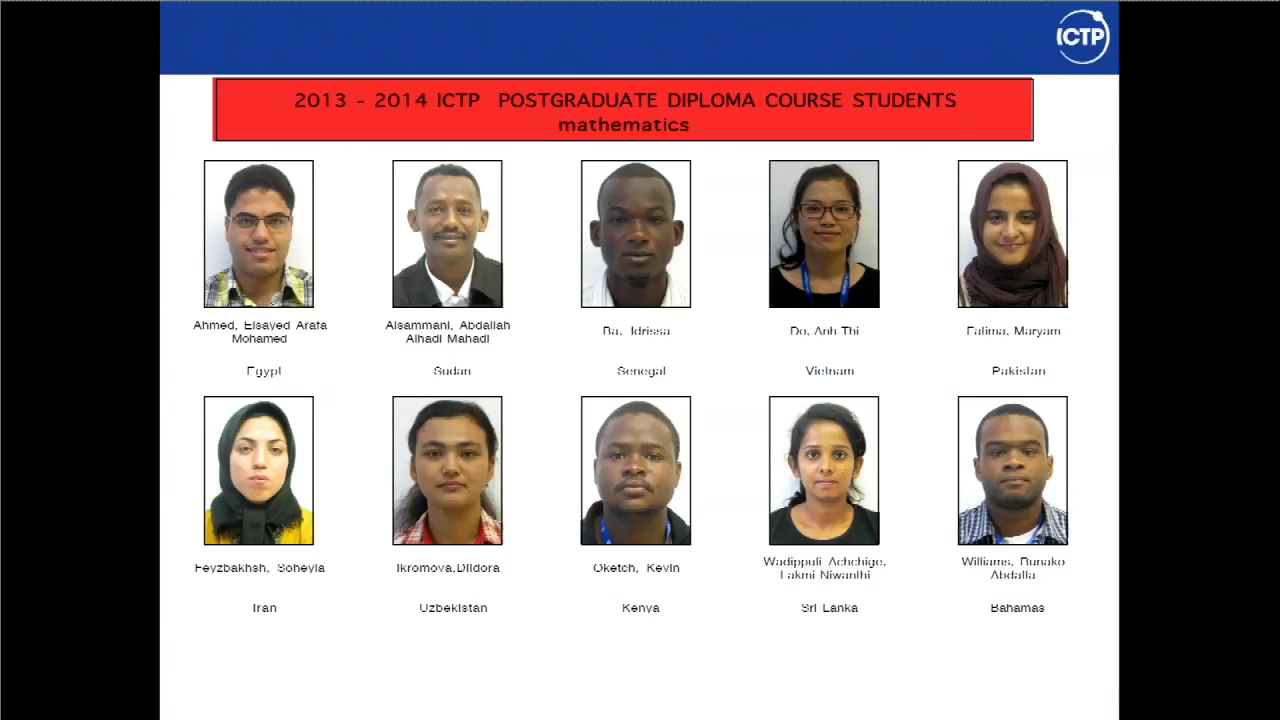 ICTP
2013 - 2014 ICTP POSTGRADUATE DIPLOMA COURSE STUDENTS
mathematics
Ahmed, Elsayed Arafa
Mohamed
Alsammani, Abdallah
Alhadi Mahadi
Ba, Idrissa
Do, Anh Thi
Fatima, Maryam
Egypt
Sudan
Senegal
Vietnam
Pakistan
Feyzbakhsh, Soheyla
Ikromova,Dildora
Oketch, Kevin
Wadippuli Achchige,
Lakmi Niwanthi
Williams, Runako
Abdalla
Iran
Uzbekistan
Kenya
Sri Lanka
Bahamas